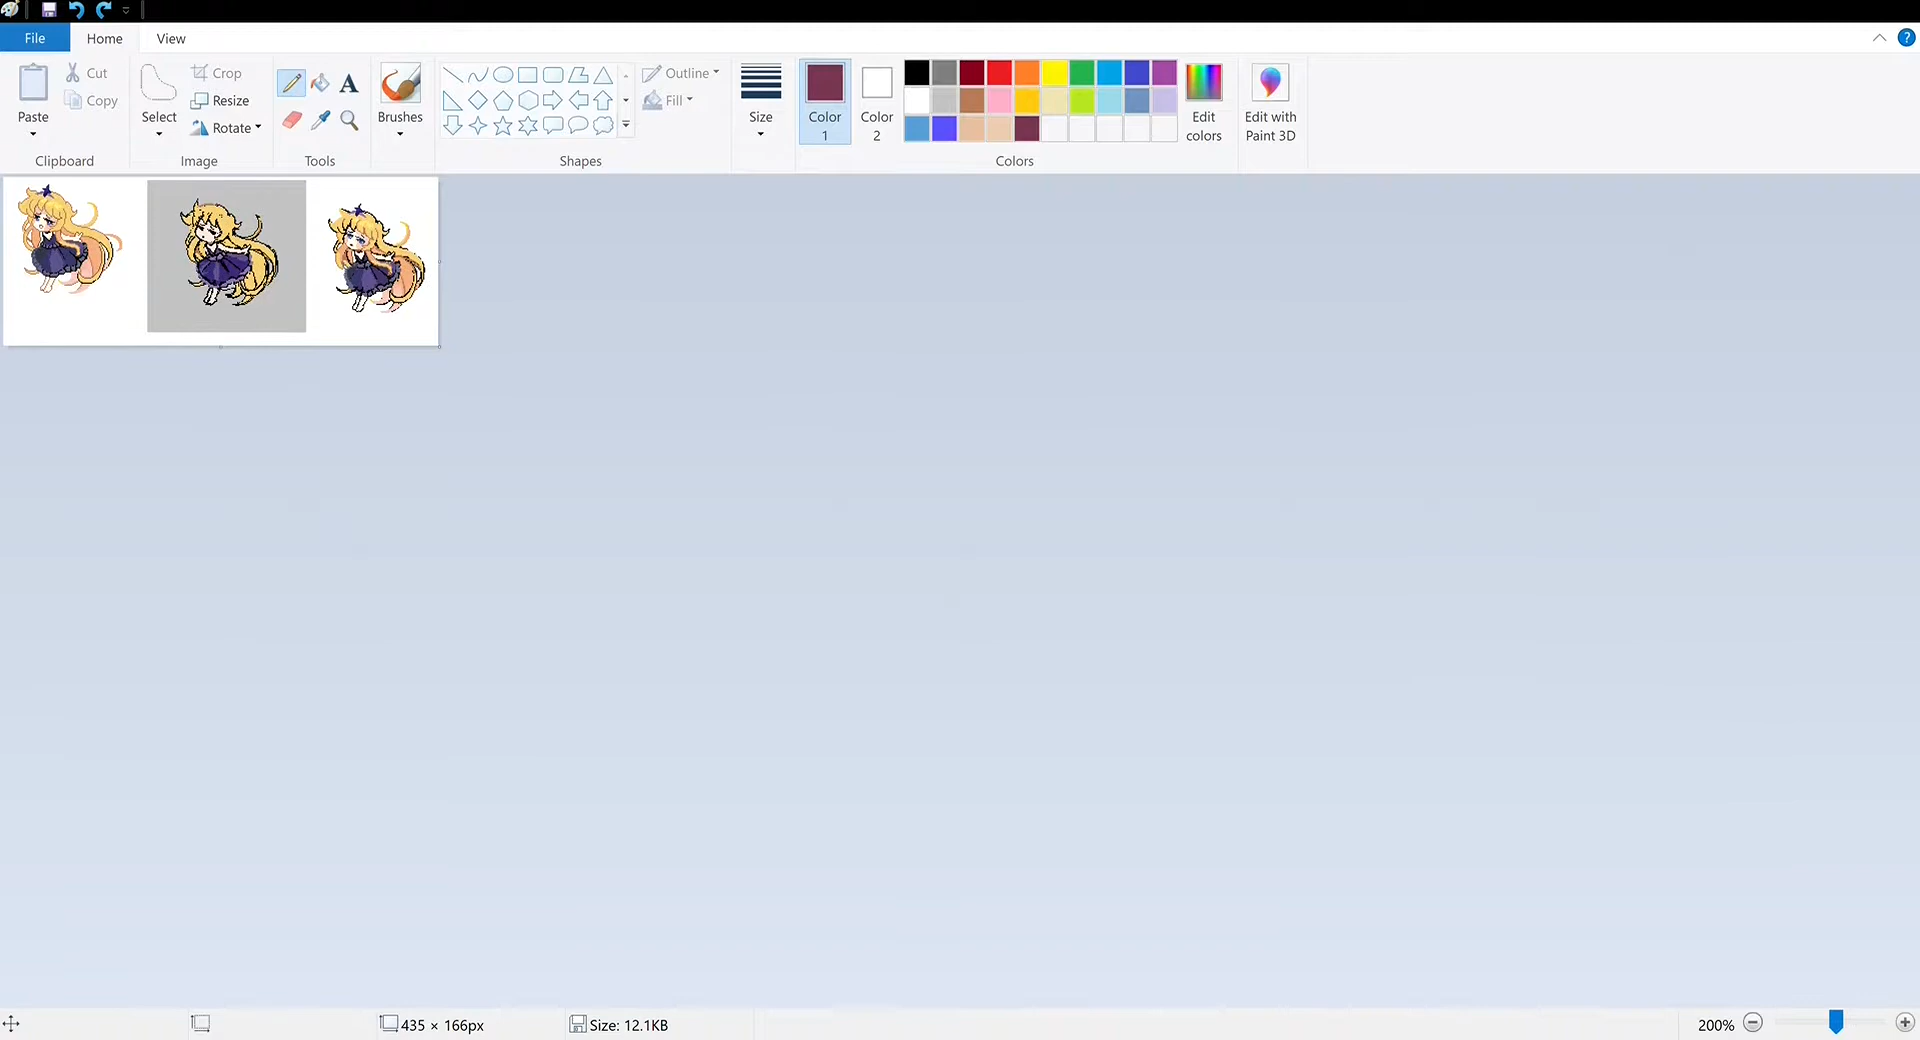 File Home View ?
Paste Cut Copy
Clipboard
Select Crop Resize Rotate
Image
A
Tools
Brushes
Shapes
Outline Fill
Size
Color 1
Color 2
Edit colors
Colors
Edit with Paint 3D
435 × 166px
Size: 12.1KB
200%